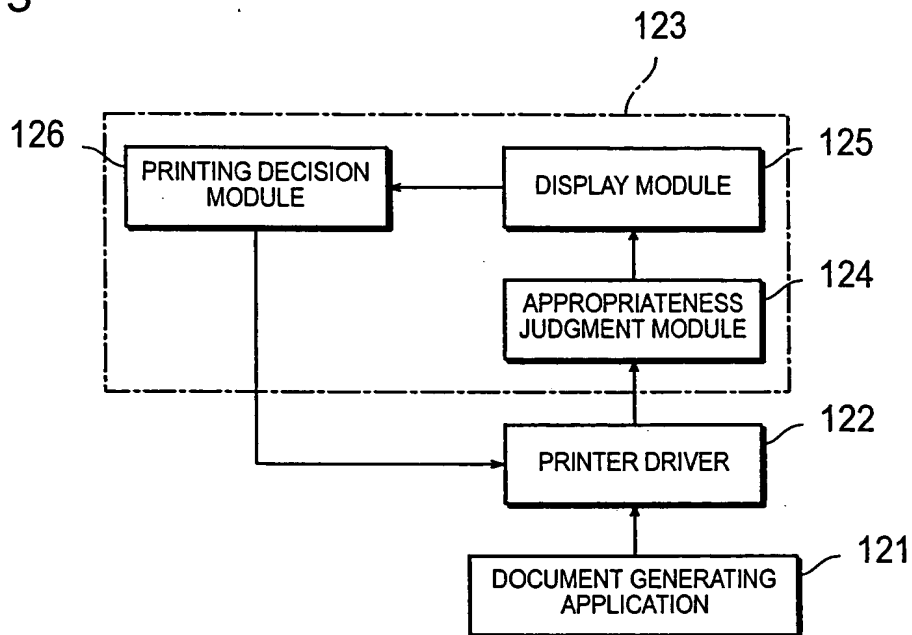 123
126
PRINTING DECISION
MODULE
DISPLAY MODULE
125
APPROPRIATENESS
JUDGMENT MODULE
124
PRINTER DRIVER
122
DOCUMENT GENERATING
APPLICATION
121